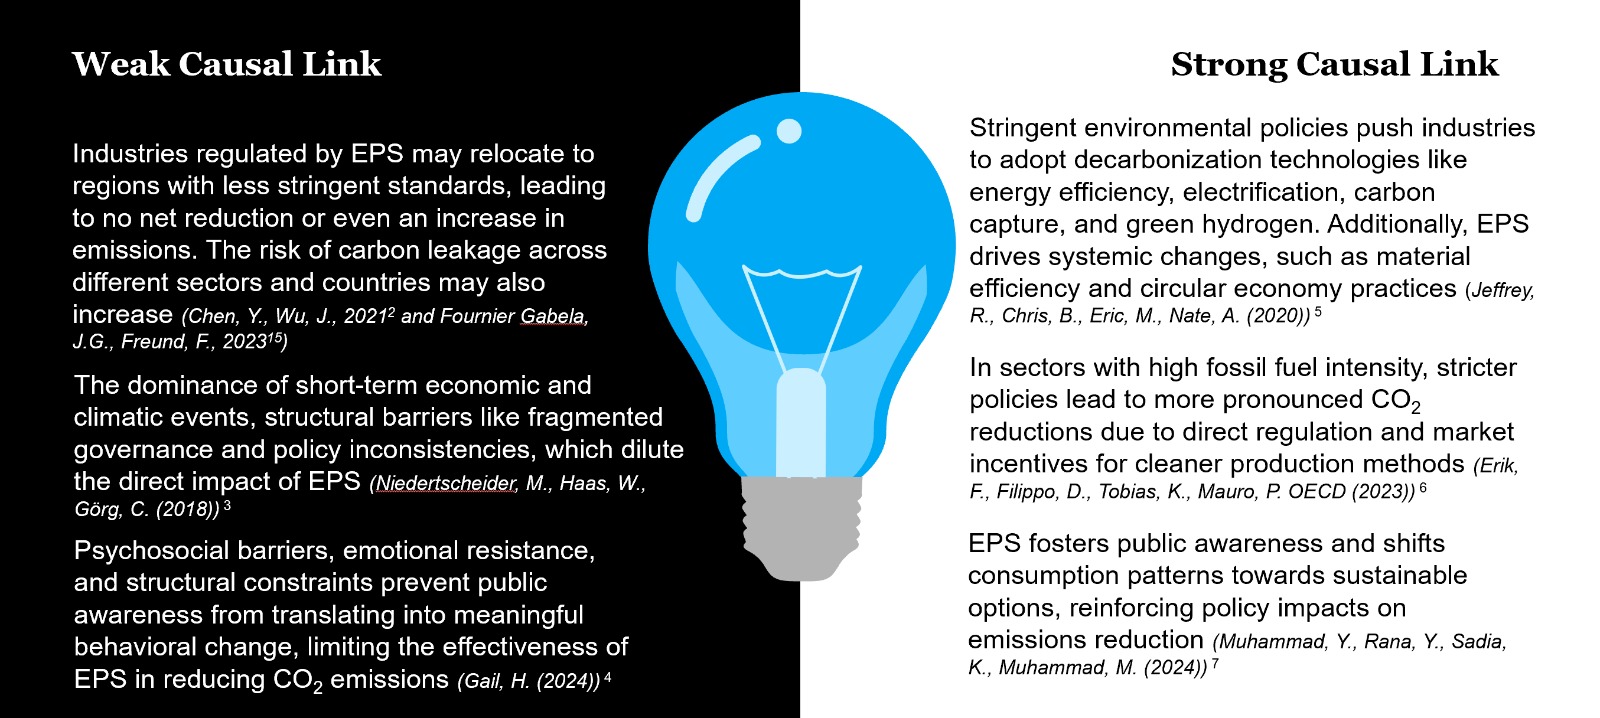 Weak Causal Link
Industries regulated by EPS may relocate to
regions with less stringent standards, leading
to no net reduction or even an increase in
emissions. The risk of carbon leakage across
different sectors and countries may also
increase (Chen, Y., Wu, J., 2021² and Fournier Gabela,
J.G., Freund, F., 2023¹⁵)
The dominance of short-term economic and
climatic events, structural barriers like fragmented
governance and policy inconsistencies, which dilute
the direct impact of EPS (Niedertscheider, M., Haas, W.,
Görg, C. (2018)) ³
Psychosocial barriers, emotional resistance,
and structural constraints prevent public
awareness from translating into meaningful
behavioral change, limiting the effectiveness of
EPS in reducing CO₂ emissions (Gail, H. (2024)) ⁴
Strong Causal Link
Stringent environmental policies push industries
to adopt decarbonization technologies like
energy efficiency, electrification, carbon
capture, and green hydrogen. Additionally, EPS
drives systemic changes, such as material
efficiency and circular economy practices (Jeffrey,
R., Chris, B., Eric, M., Nate, A. (2020)) ⁵
In sectors with high fossil fuel intensity, stricter
policies lead to more pronounced CO₂
reductions due to direct regulation and market
incentives for cleaner production methods (Erik,
F., Filippo, D., Tobias, K., Mauro, P. OECD (2023)) ⁶
EPS fosters public awareness and shifts
consumption patterns towards sustainable
options, reinforcing policy impacts on
emissions reduction (Muhammad, Y., Rana, Y., Sadia,
K., Muhammad, M. (2024)) ⁷